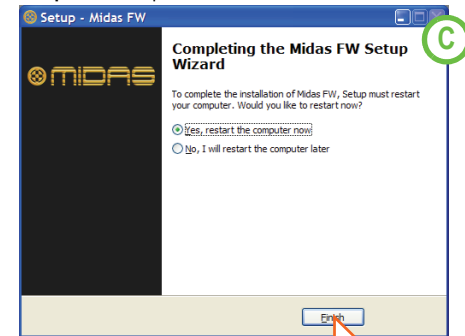 Setup - Midas FW
C
Completing the Midas FW Setup
Wizard
MIDAS
To complete the installation of Midas FW, Setup must restart
your computer. Would you like to restart now?
Yes, restart the computer now
No, I will restart the computer later
Finish